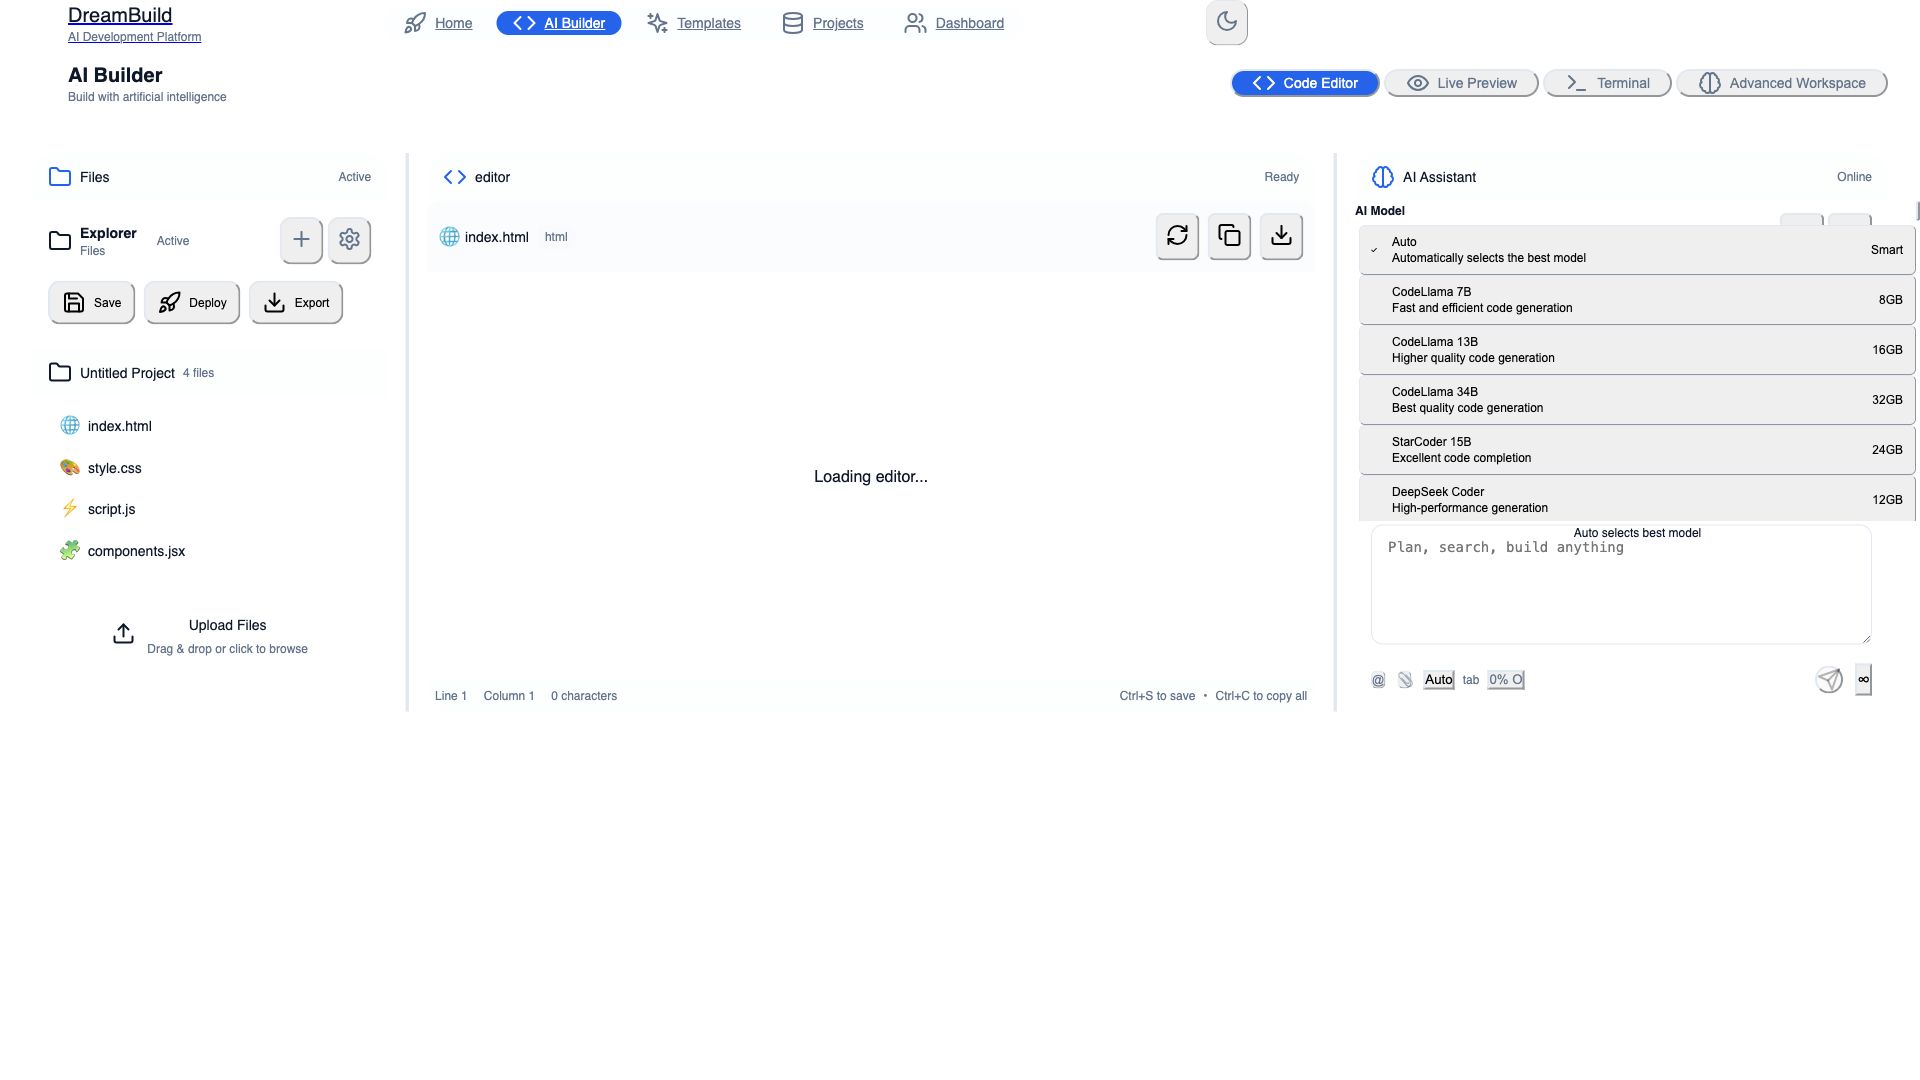 DreamBuild
AI Development Platform
Home
AI Builder
Templates
Projects
Dashboard
AI Builder
Build with artificial intelligence
Code Editor
Live Preview
Terminal
Advanced Workspace
Files
Active
Explorer
Files
Active
Save
Deploy
Export
Untitled Project 4 files
index.html
style.css
script.js
components.jsx
Upload Files
Drag & drop or click to browse
editor
Ready
index.html html
Loading editor...
Line 1 Column 1 0 characters
Ctrl+S to save • Ctrl+C to copy all
AI Assistant
Online
AI Model
✓ Auto
Automatically selects the best model
Smart
CodeLlama 7B
Fast and efficient code generation
8GB
CodeLlama 13B
Higher quality code generation
16GB
CodeLlama 34B
Best quality code generation
32GB
StarCoder 15B
Excellent code completion
24GB
DeepSeek Coder
High-performance generation
12GB
Auto selects best model
Plan, search, build anything
@ Auto tab 0% O
∞